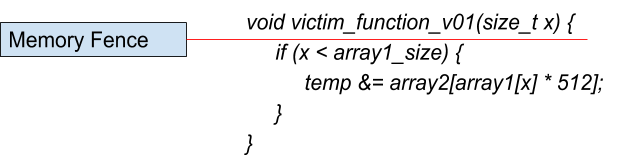 void victim_function_v01(size_t x) {
Memory Fence
if (x < array1_size) {
temp &= array2[array1[x] * 512];
}
}